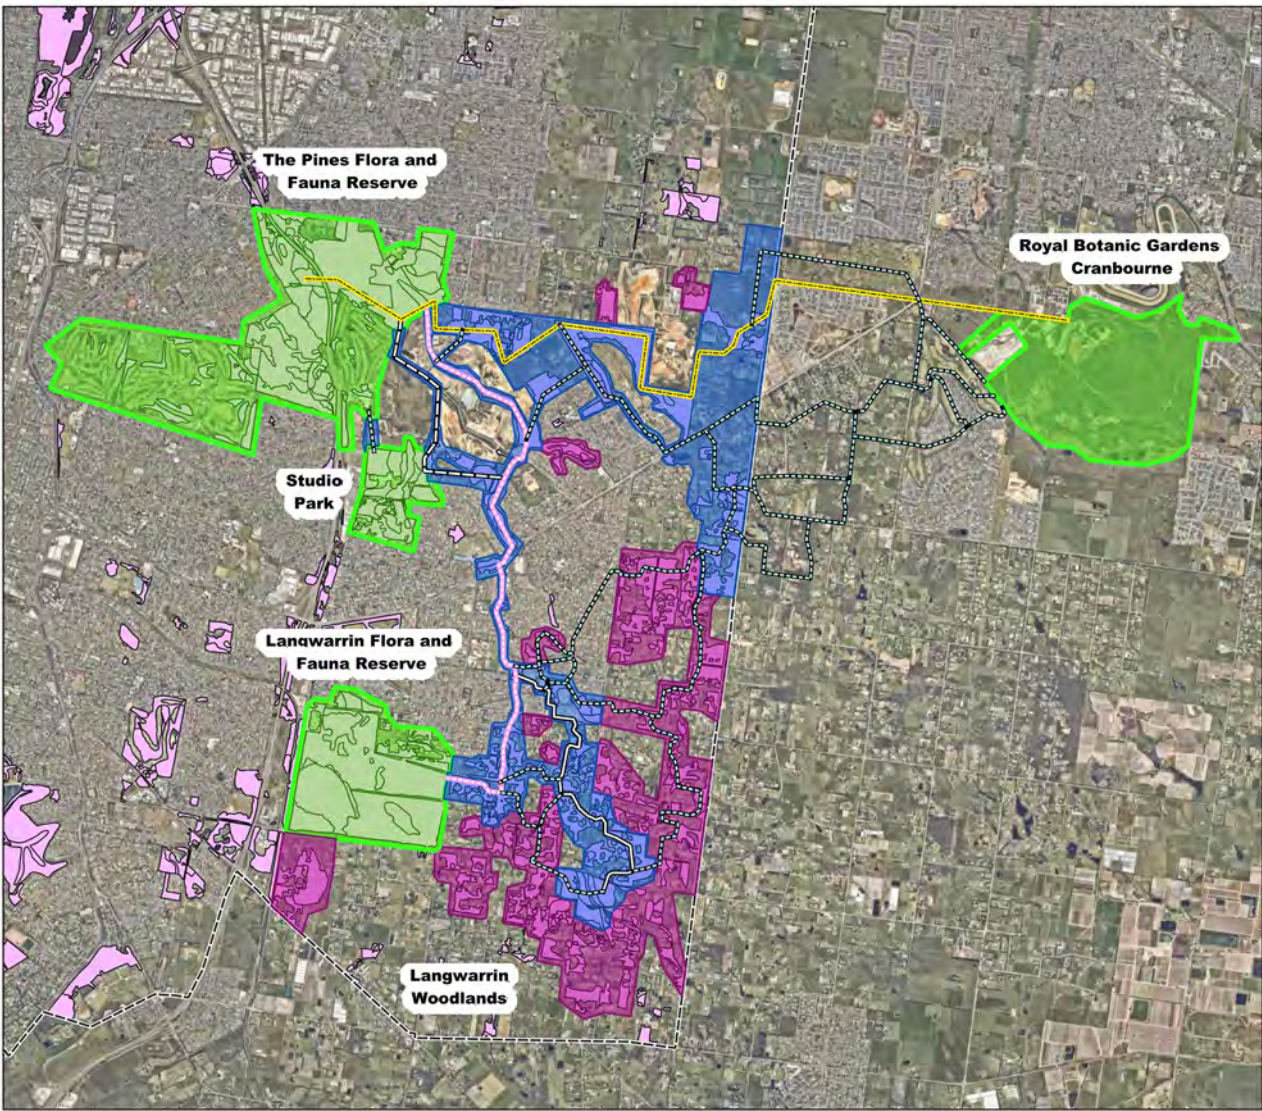 The Pines Flora and
Fauna Reserve
Royal Botanic Gardens
Cranbourne
Studio
Park
Langwarrin Flora and
Fauna Reserve
Langwarrin
Woodlands